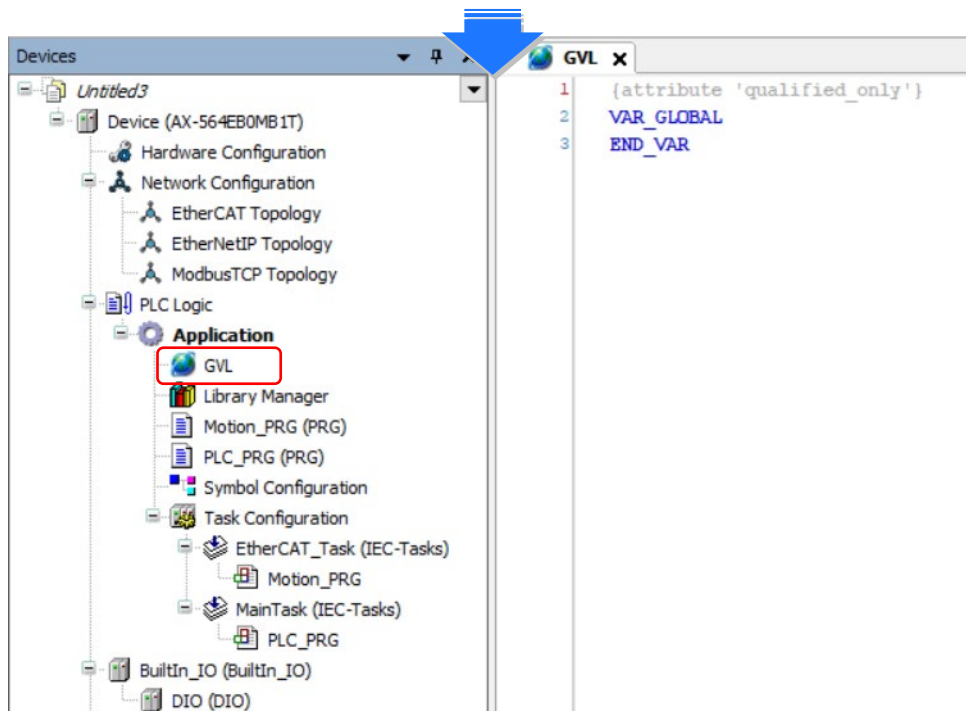 Devices
Untitled3
Device (AX-564EB0MB1T)
Hardware Configuration
Network Configuration
EtherCAT Topology
EtherNetIP Topology
ModbusTCP Topology
PLC Logic
Application
GVL
Library Manager
Motion_PRG (PRG)
PLC_PRG (PRG)
Symbol Configuration
Task Configuration
EtherCAT_Task (IEC-Tasks)
Motion_PRG
MainTask (IEC-Tasks)
PLC_PRG
BuiltIn_IO (BuiltIn_IO)
DIO (DIO)
GVL
1 {attribute 'qualified_only'}
2 VAR_GLOBAL
3 END_VAR